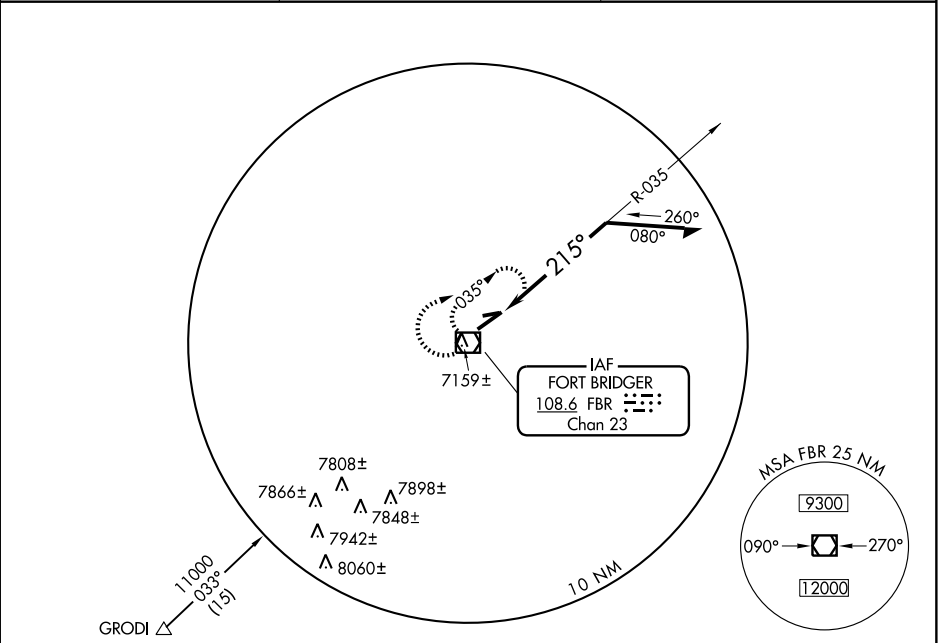 R-035
260°
080°
215°
035°
7159±
IAF
FORT BRIDGER
108.6 FBR
Chan 23
7808±
7866±
7898±
7848±
7942±
8060±
MSA FBR 25 NM
9300
090°
270°
12000
10 NM
11000
033°
(15)
GRODI